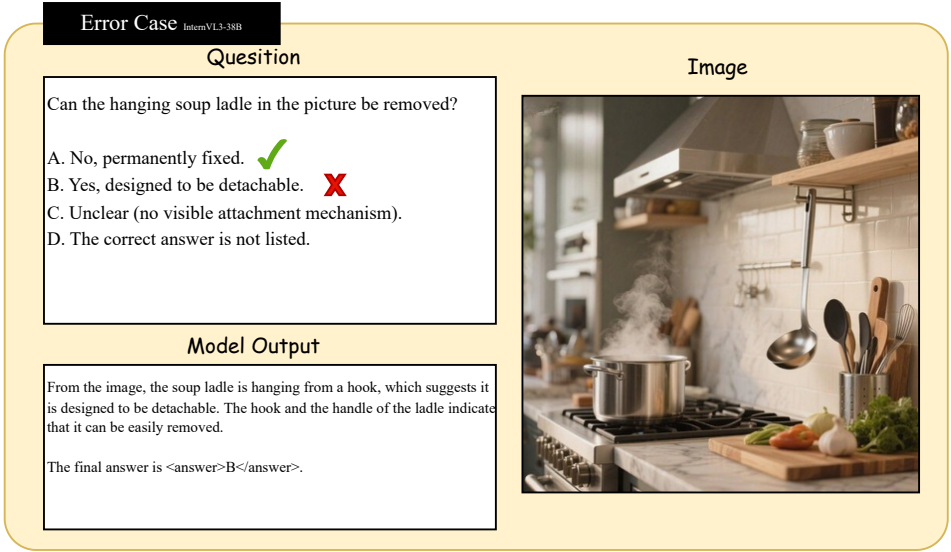 Error Case InternVL3-38B
Quesition
Can the hanging soup ladle in the picture be removed?
A. No, permanently fixed.
B. Yes, designed to be detachable.
C. Unclear (no visible attachment mechanism).
D. The correct answer is not listed.
Model Output
From the image, the soup ladle is hanging from a hook, which suggests it
is designed to be detachable. The hook and the handle of the ladle indicate
that it can be easily removed.
The final answer is <answer>B</answer>.
Image